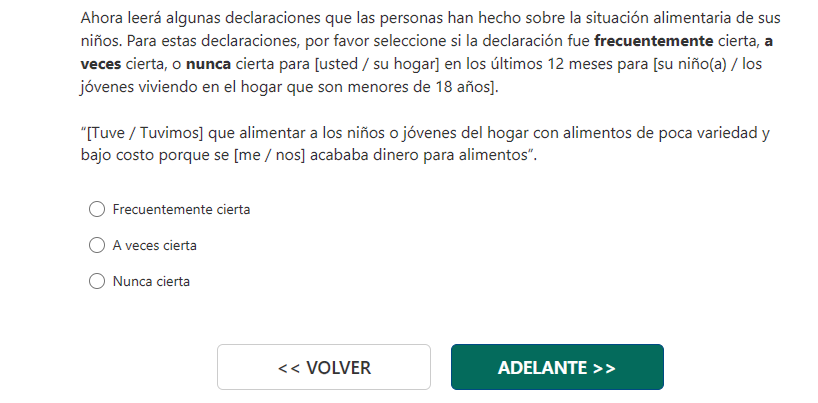 Ahora leerá algunas declaraciones que las personas han hecho sobre la situación alimentaria de sus
niños. Para estas declaraciones, por favor seleccione si la declaración fue frecuentemente cierta, a
veces cierta, o nunca cierta para [usted / su hogar] en los últimos 12 meses para [su niño(a) / los
jóvenes viviendo en el hogar que son menores de 18 años].
“[Tuve / Tuvimos] que alimentar a los niños o jóvenes del hogar con alimentos de poca variedad y
bajo costo porque se [me / nos] acababa dinero para alimentos”.
Frecuentemente cierta
A veces cierta
Nunca cierta
<< VOLVER
ADELANTE >>